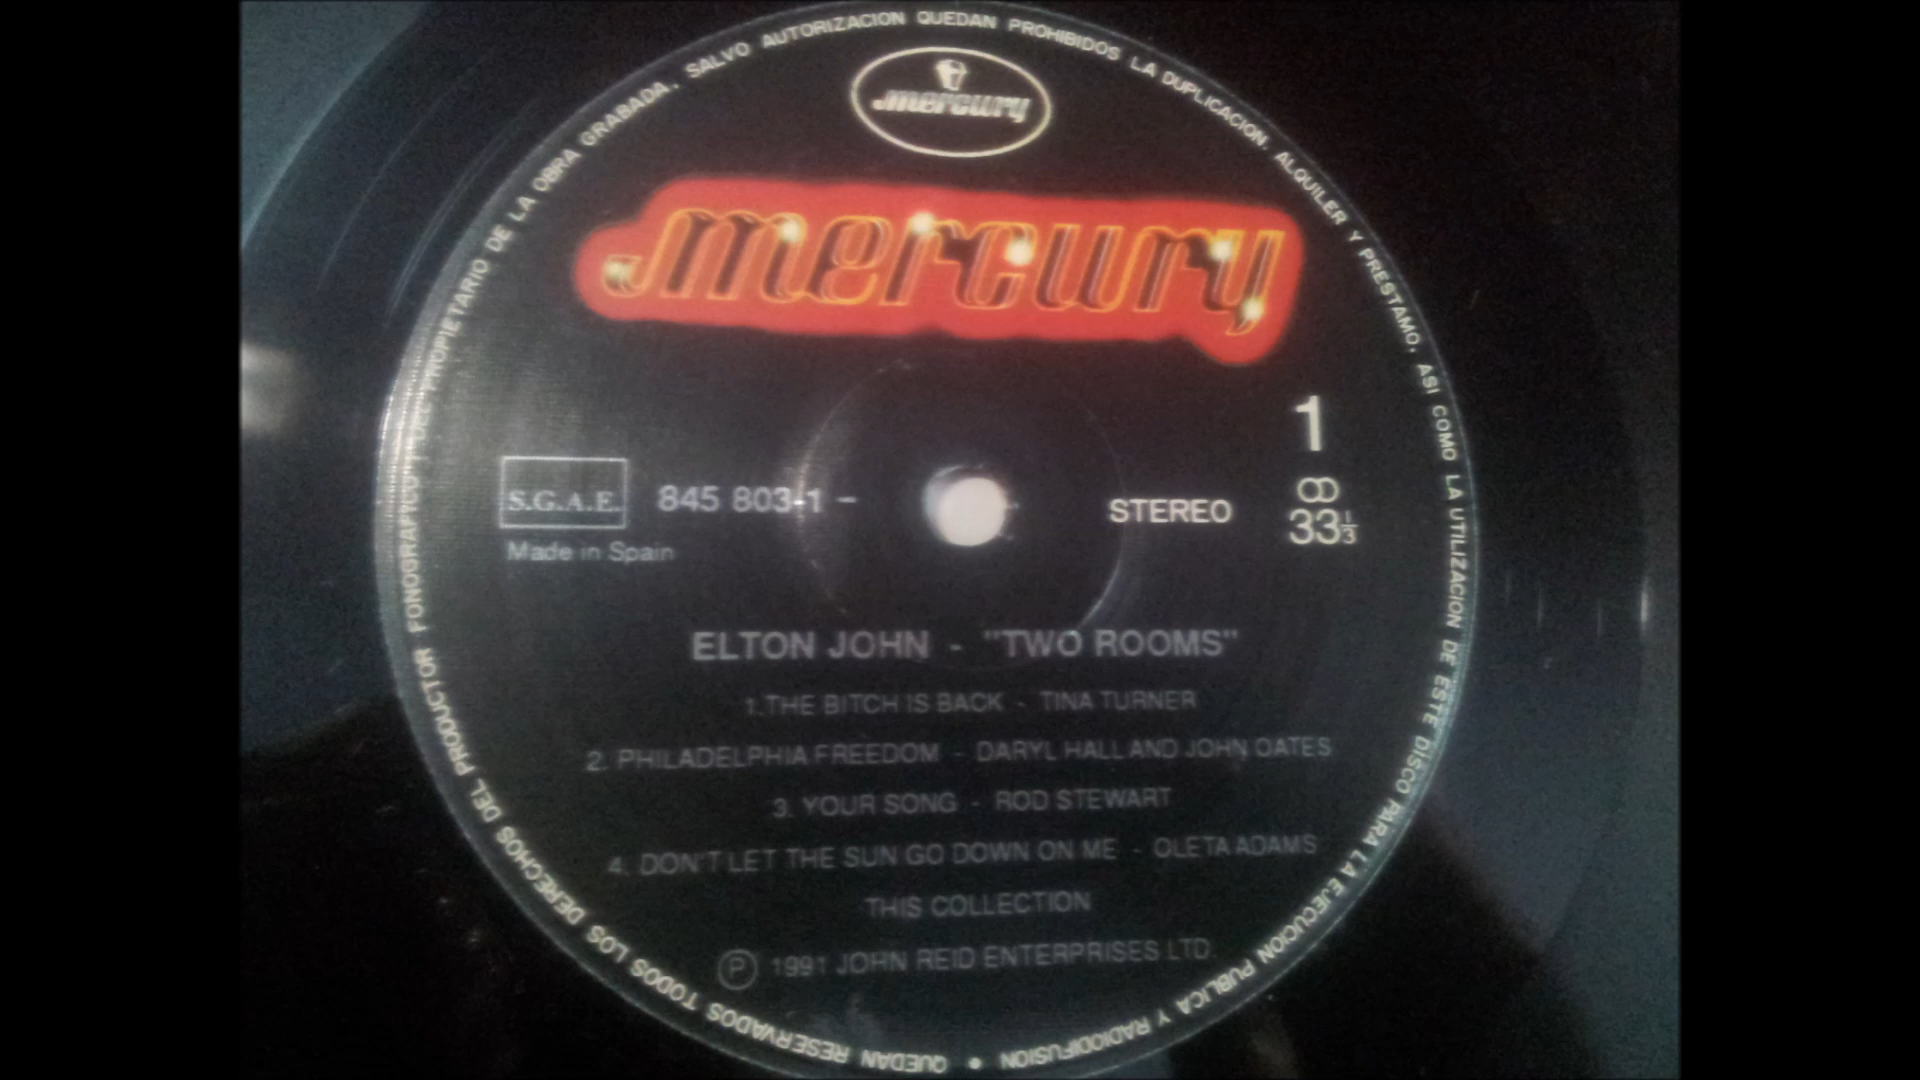 QUEDAN RESERVADOS TODOS LOS DERECHOS DEL PRODUCTOR FONOGRAFICO Y DEL PROPIETARIO DE LA OBRA GRABADA. SALVO AUTORIZACION QUEDAN PROHIBIDOS LA DUPLICACION, ALQUILER Y PRESTAMO, ASI COMO LA UTILIZACION DE ESTE DISCO PARA LA EJECUCION PUBLICA Y RADIODIFUSION •
mercury
mercury
1
S.G.A.E. 845 803-1 - STEREO 33⅓
Made in Spain
ELTON JOHN - "TWO ROOMS"
1.THE BITCH IS BACK - TINA TURNER
2. PHILADELPHIA FREEDOM - DARYL HALL AND JOHN OATES
3. YOUR SONG - ROD STEWART
4. DON'T LET THE SUN GO DOWN ON ME - OLETA ADAMS
THIS COLLECTION
Ⓟ 1991 JOHN REID ENTERPRISES LTD.